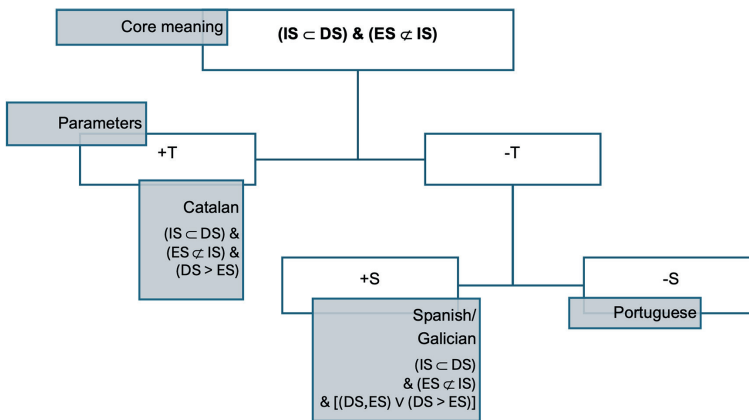 Core meaning
(IS ⊂ DS) & (ES ⊄ IS)
Parameters
+T
-T
Catalan
(IS ⊂ DS) &
(ES ⊄ IS) &
(DS > ES)
+S
-S
Spanish/
Galician
(IS ⊂ DS)
& (ES ⊄ IS)
& [(DS,ES) ∨ (DS > ES)]
Portuguese